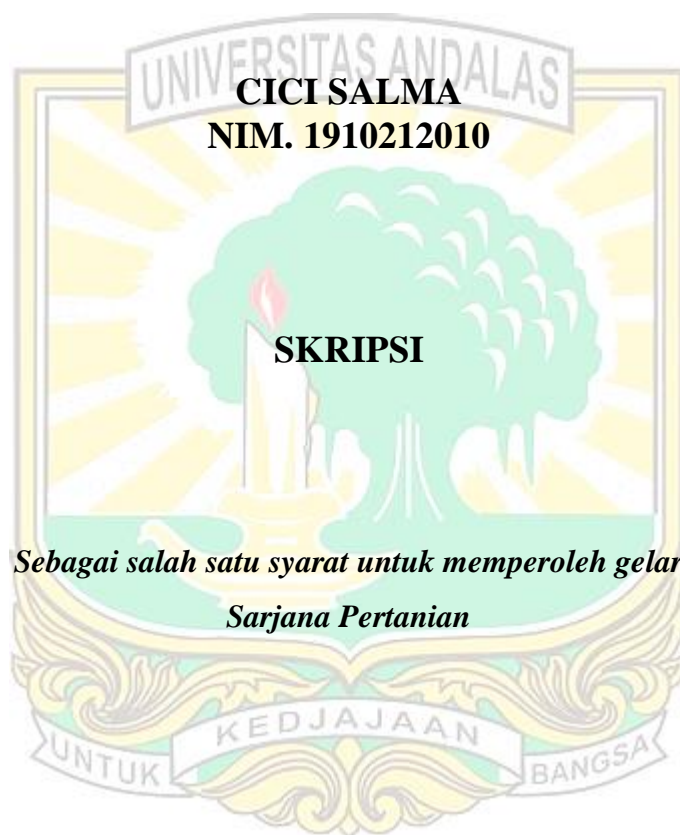 UNIVERSITAS ANDALAS
CICI SALMA
NIM. 1910212010
SKRIPSI
Sebagai salah satu syarat untuk memperoleh gelar
Sarjana Pertanian
UNTUK KEDJAJAAN BANGSA